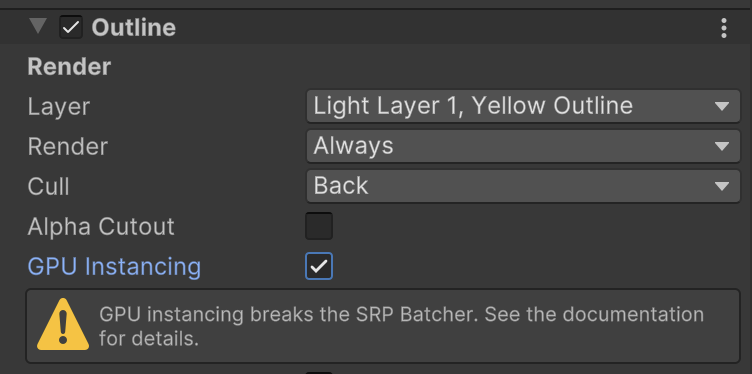 Outline
Render
Layer Light Layer 1, Yellow Outline
Render Always
Cull Back
Alpha Cutout
GPU Instancing
GPU instancing breaks the SRP Batcher. See the documentation
for details.